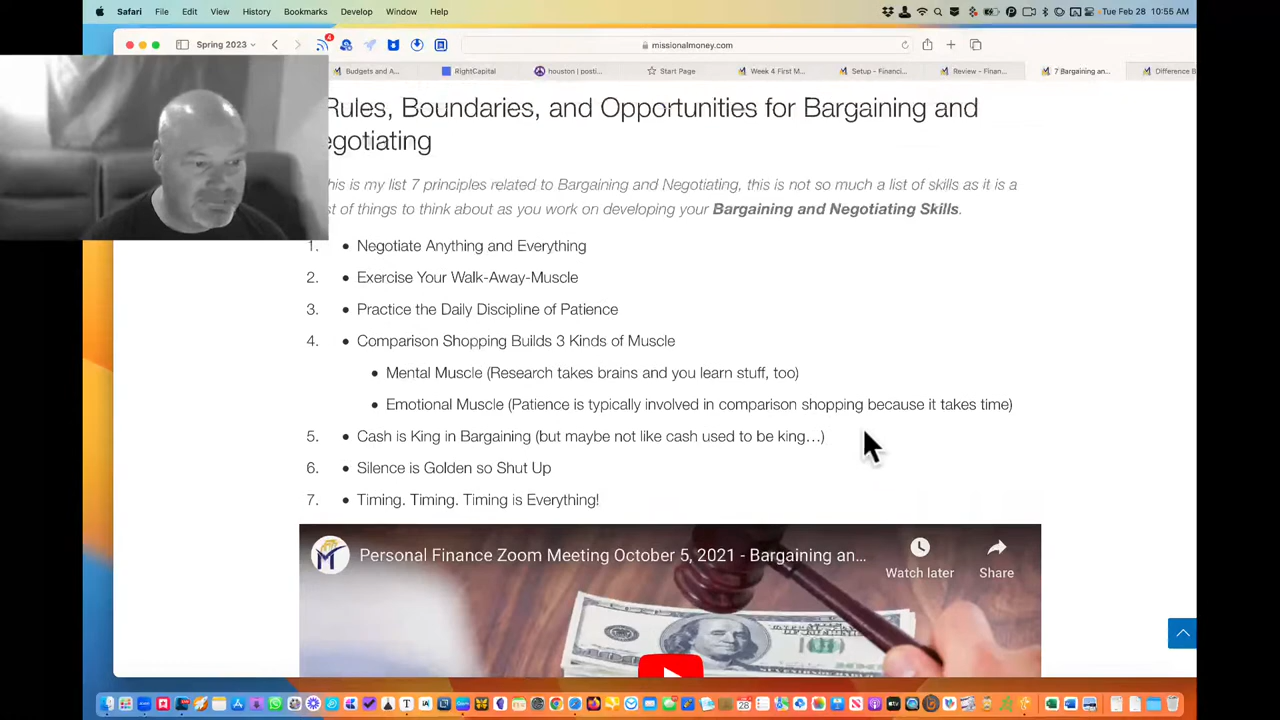 Safari File Edit View History Bookmarks Develop Window Help Tue Feb 28 10:55 AM
Spring 2023 4 missionalmoney.com
Budgets and A... RightCapital houston | posti... Start Page Week 4 First M... Setup - Financi... Review - Finan... 7 Bargaining an... Difference B
Rules, Boundaries, and Opportunities for Bargaining and
egotiating
his is my list 7 principles related to Bargaining and Negotiating, this is not so much a list of skills as it is a
st of things to think about as you work on developing your Bargaining and Negotiating Skills.
1. • Negotiate Anything and Everything
2. • Exercise Your Walk-Away-Muscle
3. • Practice the Daily Discipline of Patience
4. • Comparison Shopping Builds 3 Kinds of Muscle
• Mental Muscle (Research takes brains and you learn stuff, too)
• Emotional Muscle (Patience is typically involved in comparison shopping because it takes time)
5. • Cash is King in Bargaining (but maybe not like cash used to be king...)
6. • Silence is Golden so Shut Up
7. • Timing. Timing. Timing is Everything!
Personal Finance Zoom Meeting October 5, 2021 - Bargaining an...
Watch later Share